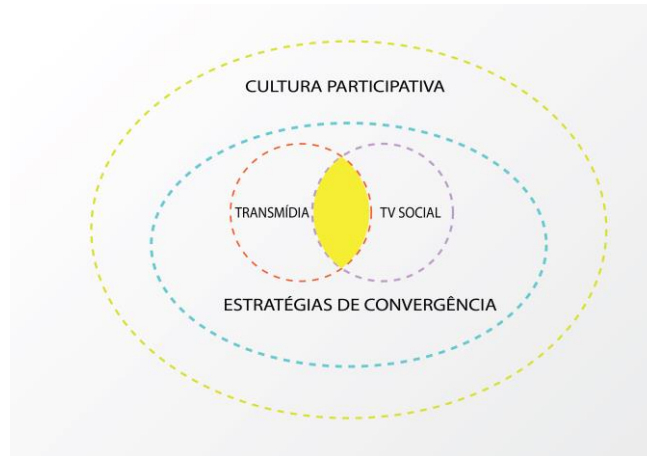 CULTURA PARTICIPATIVA
TRANSMÍDIA
TV SOCIAL
ESTRATÉGIAS DE CONVERGÊNCIA